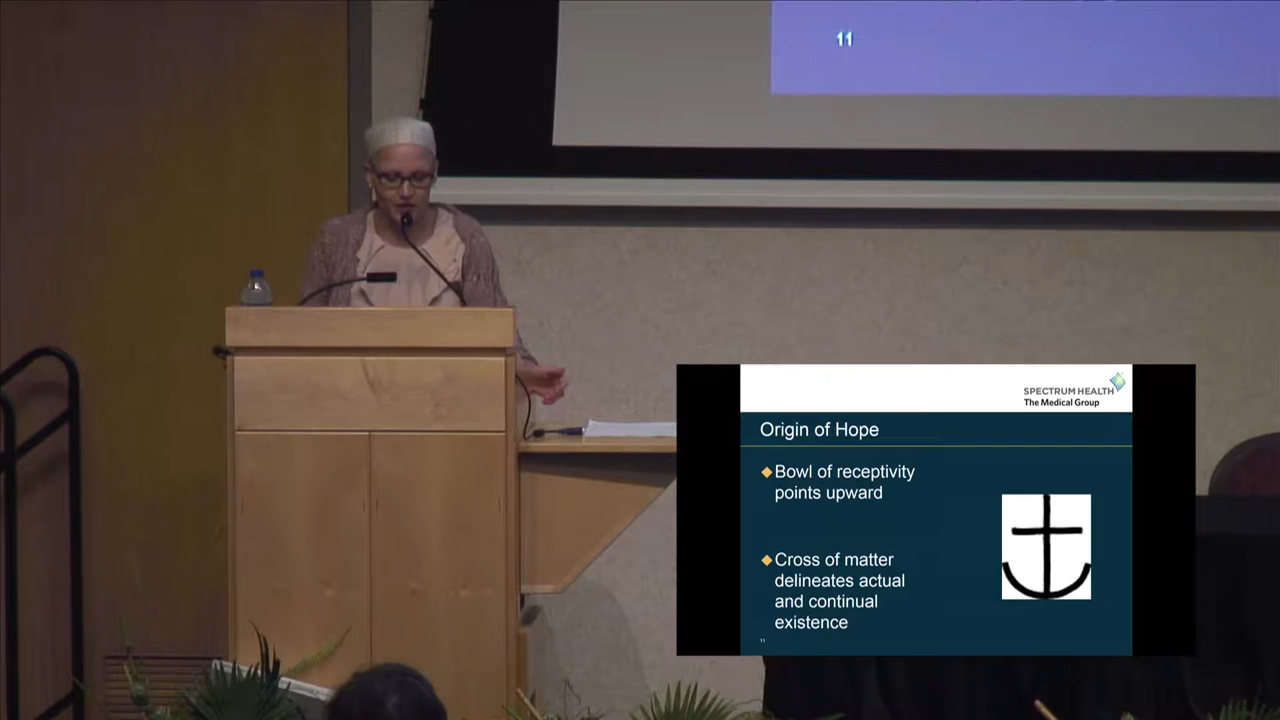 11
SPECTRUM HEALTH
The Medical Group
Origin of Hope
◆Bowl of receptivity
points upward
◆Cross of matter
delineates actual
and continual
existence
11